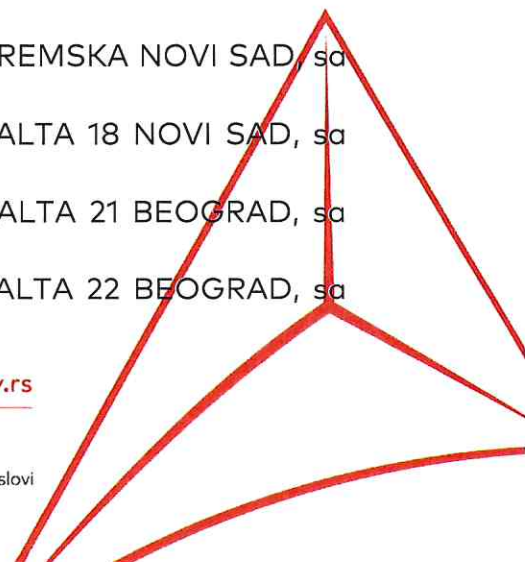 REMSKA NOVI SAD, sa
ALTA 18 NOVI SAD, sa
ALTA 21 BEOGRAD, sa
ALTA 22 BEOGRAD, sa
.rs
slovi